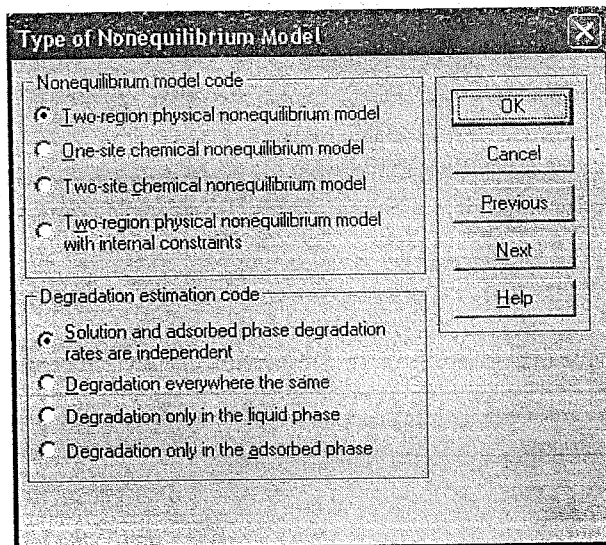 Type of Nonequilibrium Model
Nonequilibrium model code
Two-region physical nonequilibrium model
One-site chemical nonequilibrium model
Two-site chemical nonequilibrium model
Two-region physical nonequilibrium model
with internal constraints
Degradation estimation code
Solution and adsorbed phase degradation
rates are independent
Degradation everywhere the same
Degradation only in the liquid phase
Degradation only in the adsorbed phase
OK
Cancel
Previous
Next
Help